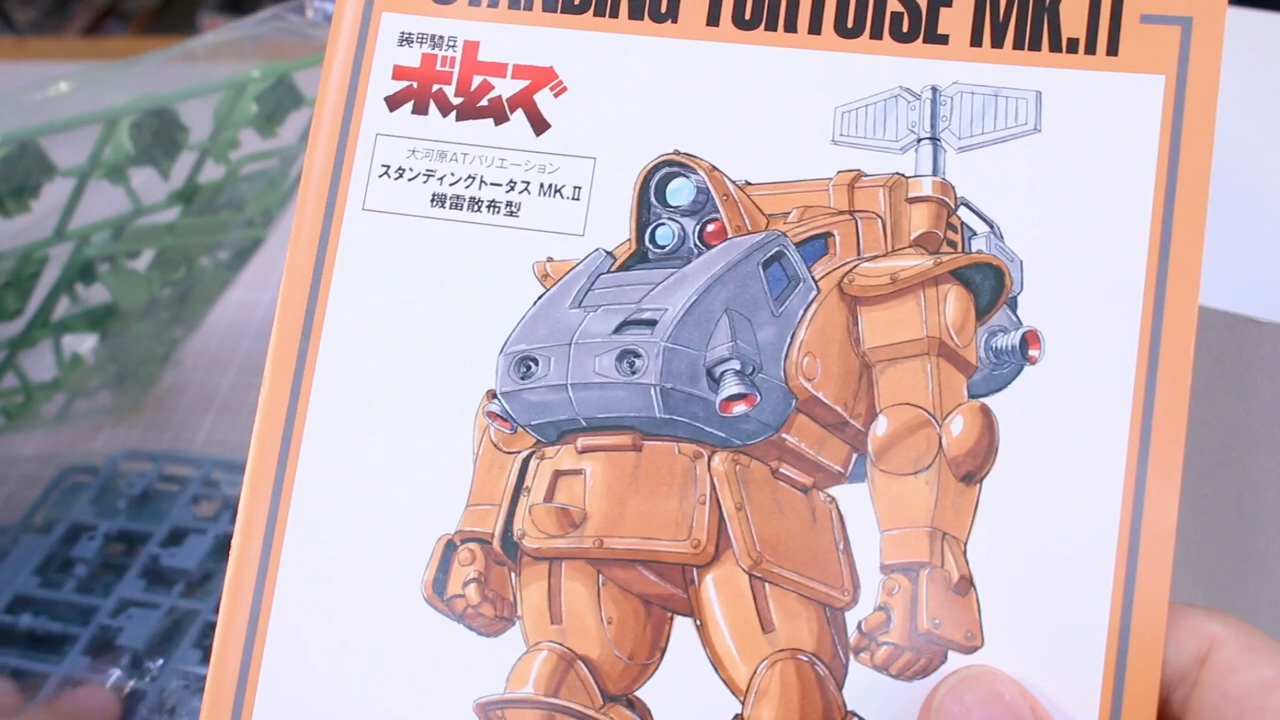 STANDING TORTOISE MK.II
装甲騎兵
ボトムズ
大河原ATバリエーション
スタンディングトータス MK.Ⅱ
機雷散布型